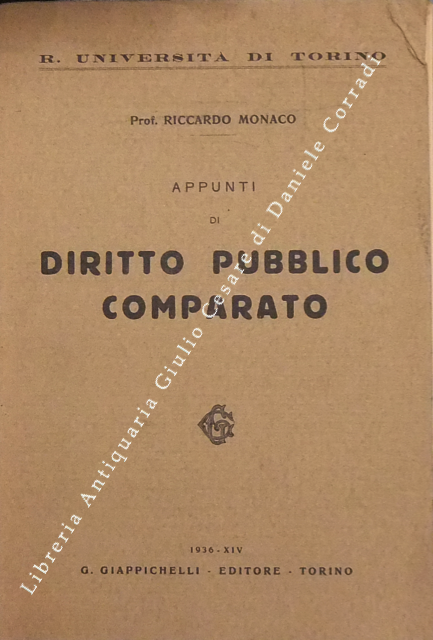 R. UNIVERSITA DI TORINO
Prof. RICCARDO MONACO
APPUNTI
DI
DIRITTO PUBBLICO
COMPARATO
1936 - XIV
G. GIAPPICHELLI - EDITORE - TORINO
Libreria Antiquaria Giulio Cesare di Daniele Corradi